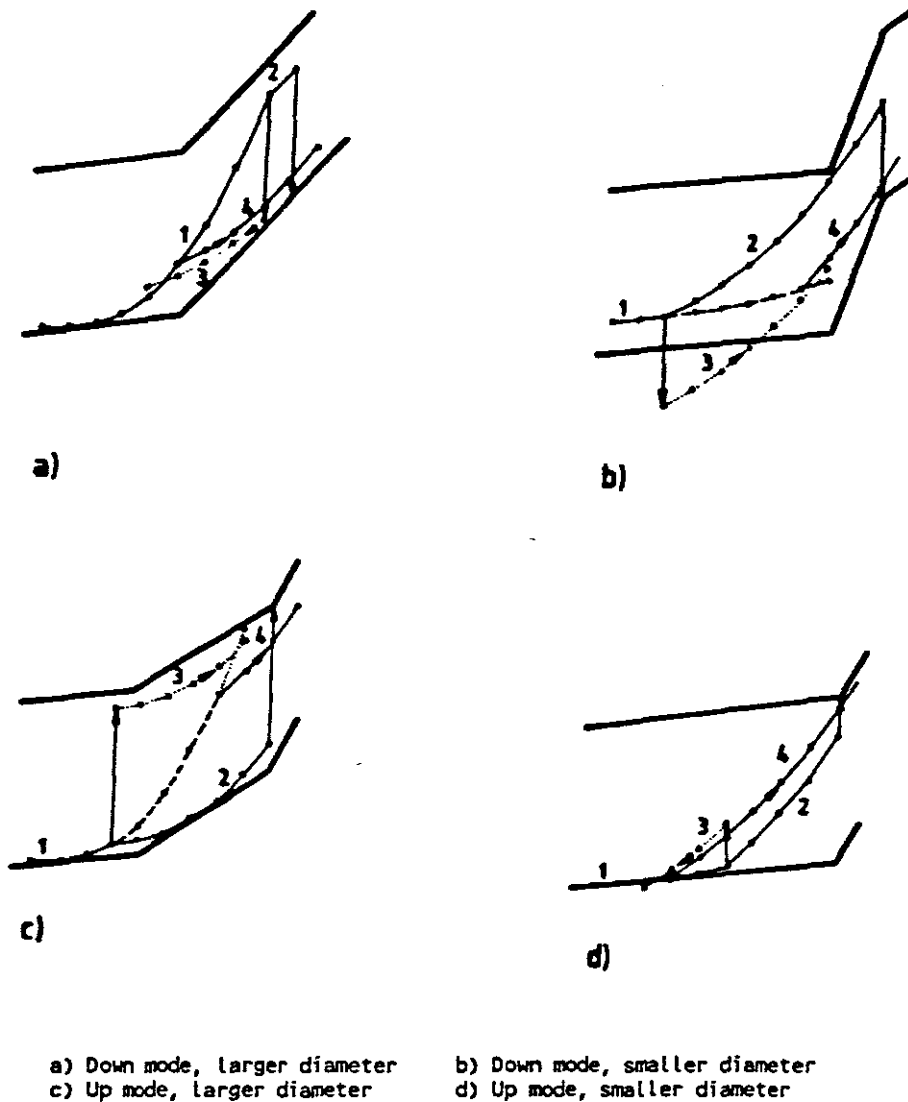 2
1
4
3
a)
2
4
1
3
b)
3
4
2
1
c)
4
3
2
1
d)
a) Down mode, larger diameter b) Down mode, smaller diameter
c) Up mode, larger diameter d) Up mode, smaller diameter